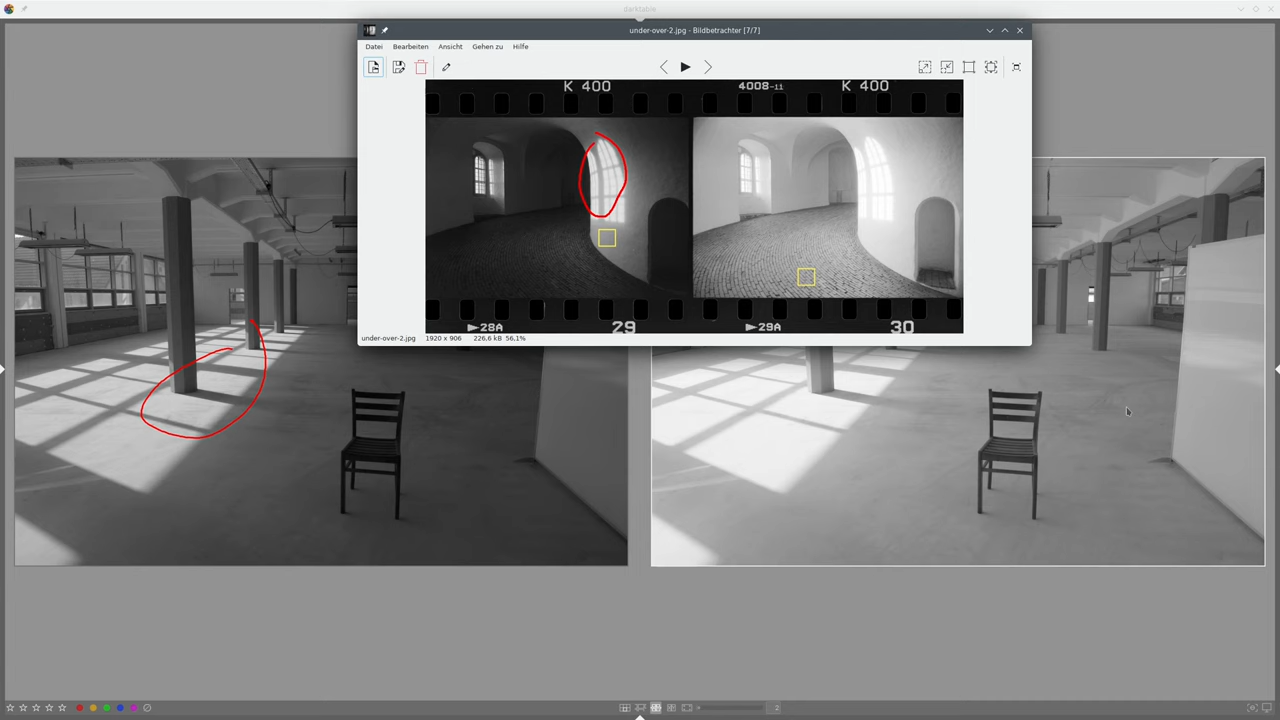 darktable
under-over-2.jpg - Bildbetrachter [7/7]
Datei Bearbeiten Ansicht Gehen zu Hilfe
K 400 4008-11 K 400
28A 29 29A 30
under-over-2.jpg 1920 x 906 226,6 kB 56,1%
2